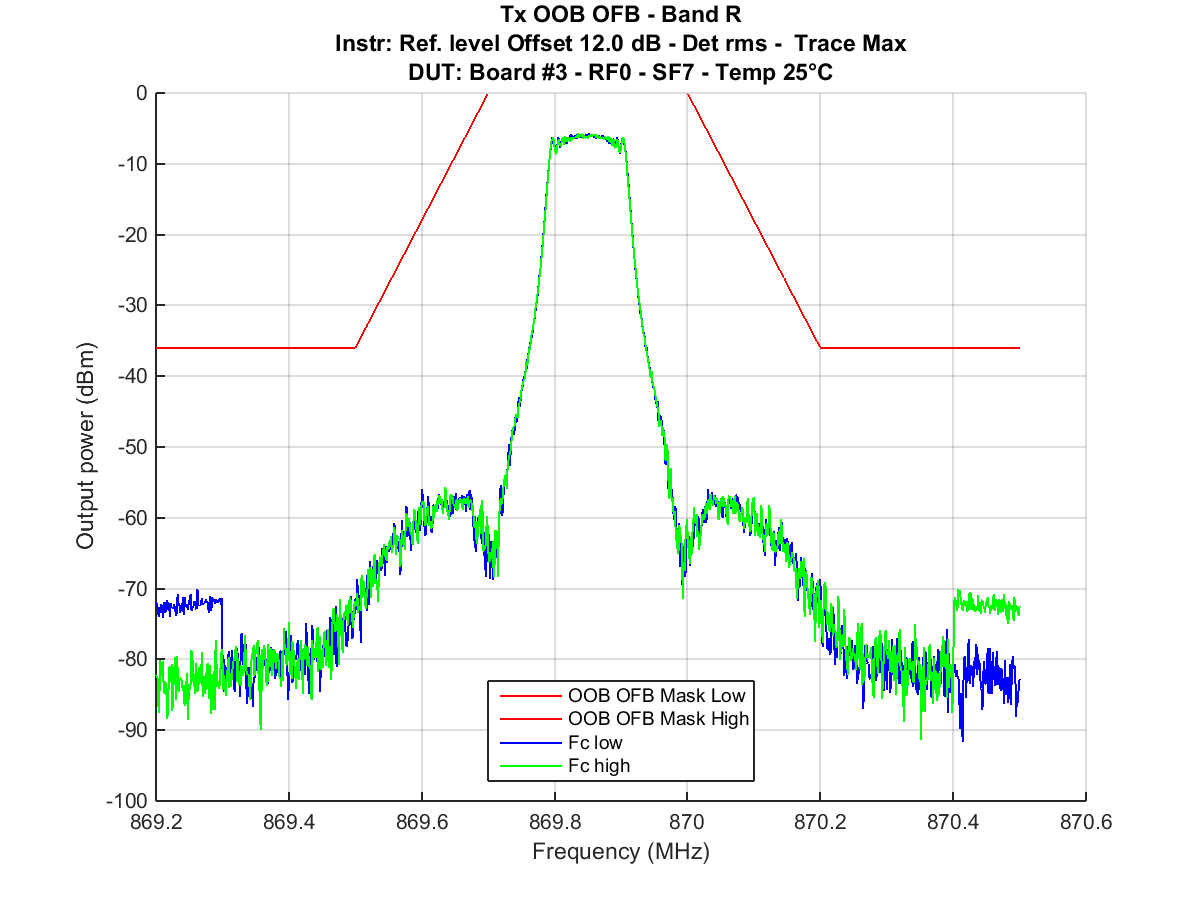 Tx OOB OFB - Band R
Instr: Ref. level Offset 12.0 dB - Det rms -  Trace Max
DUT: Board #3 - RF0 - SF7 - Temp 25°C
0
-10
-20
-30
-40
-50
-60
-70
-80
-90
-100
Output power (dBm)
OOB OFB Mask Low
OOB OFB Mask High
Fc low
Fc high
869.2 869.4 869.6 869.8 870 870.2 870.4 870.6
Frequency (MHz)